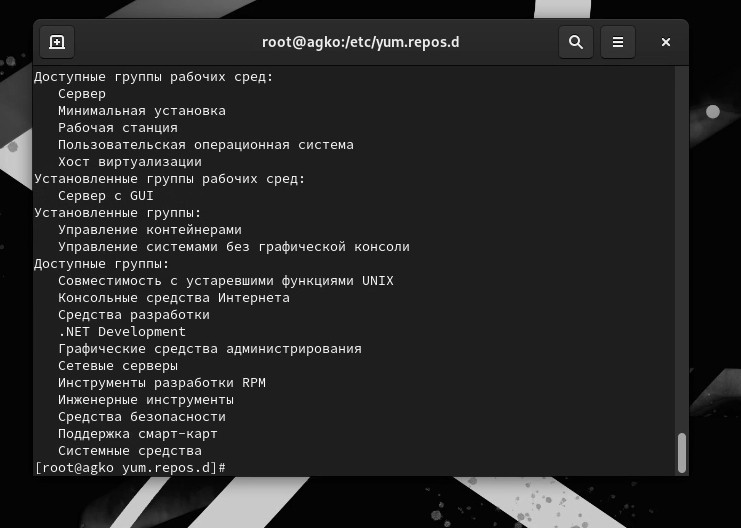 root@agko:/etc/yum.repos.d
Доступные группы рабочих сред:
Сервер
Минимальная установка
Рабочая станция
Пользовательская операционная система
Хост виртуализации
Установленные группы рабочих сред:
Сервер с GUI
Установленные группы:
Управление контейнерами
Управление системами без графической консоли
Доступные группы:
Совместимость с устаревшими функциями UNIX
Консольные средства Интернета
Средства разработки
.NET Development
Графические средства администрирования
Сетевые серверы
Инструменты разработки RPM
Инженерные инструменты
Средства безопасности
Поддержка смарт-карт
Системные средства
[root@agko yum.repos.d]#